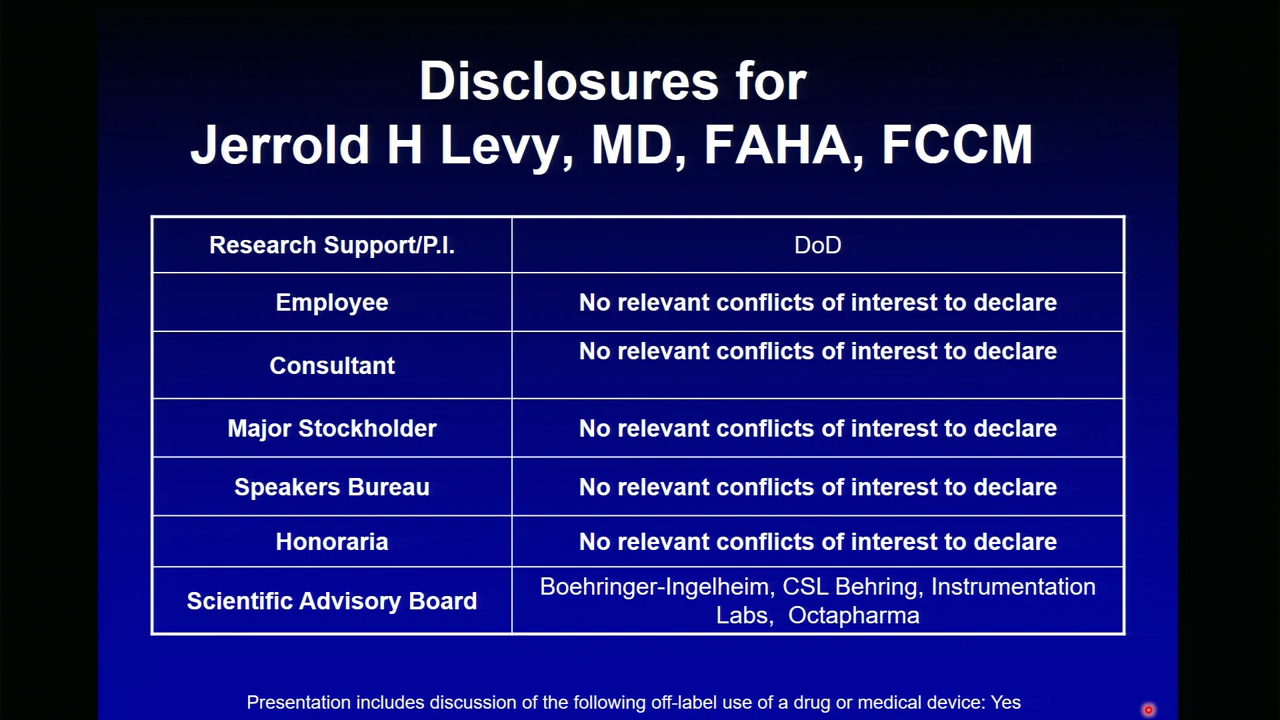 Disclosures for
Jerrold H Levy, MD, FAHA, FCCM
Research Support/P.I.
DoD
Employee
No relevant conflicts of interest to declare
Consultant
No relevant conflicts of interest to declare
Major Stockholder
No relevant conflicts of interest to declare
Speakers Bureau
No relevant conflicts of interest to declare
Honoraria
No relevant conflicts of interest to declare
Scientific Advisory Board
Boehringer-Ingelheim, CSL Behring, Instrumentation
Labs, Octapharma
Presentation includes discussion of the following off-label use of a drug or medical device: Yes